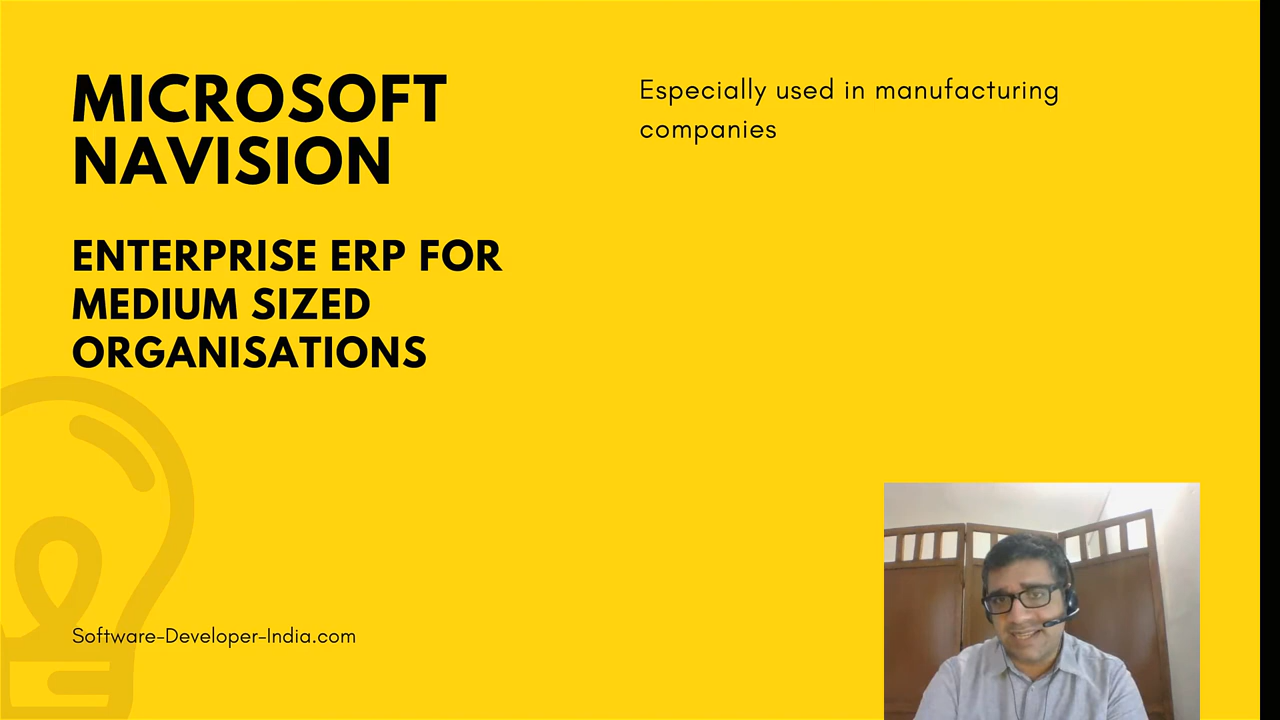 MICROSOFT
NAVISION
ENTERPRISE ERP FOR
MEDIUM SIZED
ORGANISATIONS
Especially used in manufacturing
companies
Software-Developer-India.com